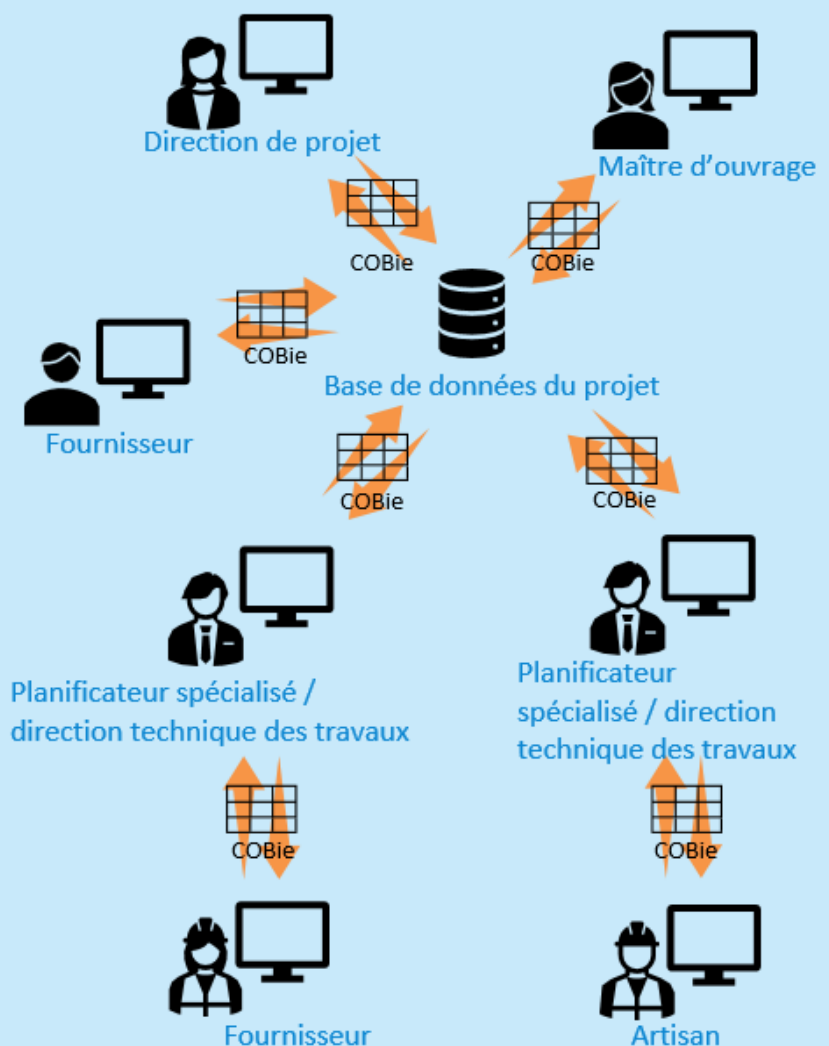 Direction de projet
Maître d'ouvrage
COBie
COBie
COBie
Base de données du projet
Fournisseur
COBie
COBie
Planificateur spécialisé /
direction technique des travaux
Planificateur
spécialisé / direction
technique des travaux
COBie
COBie
Fournisseur
Artisan